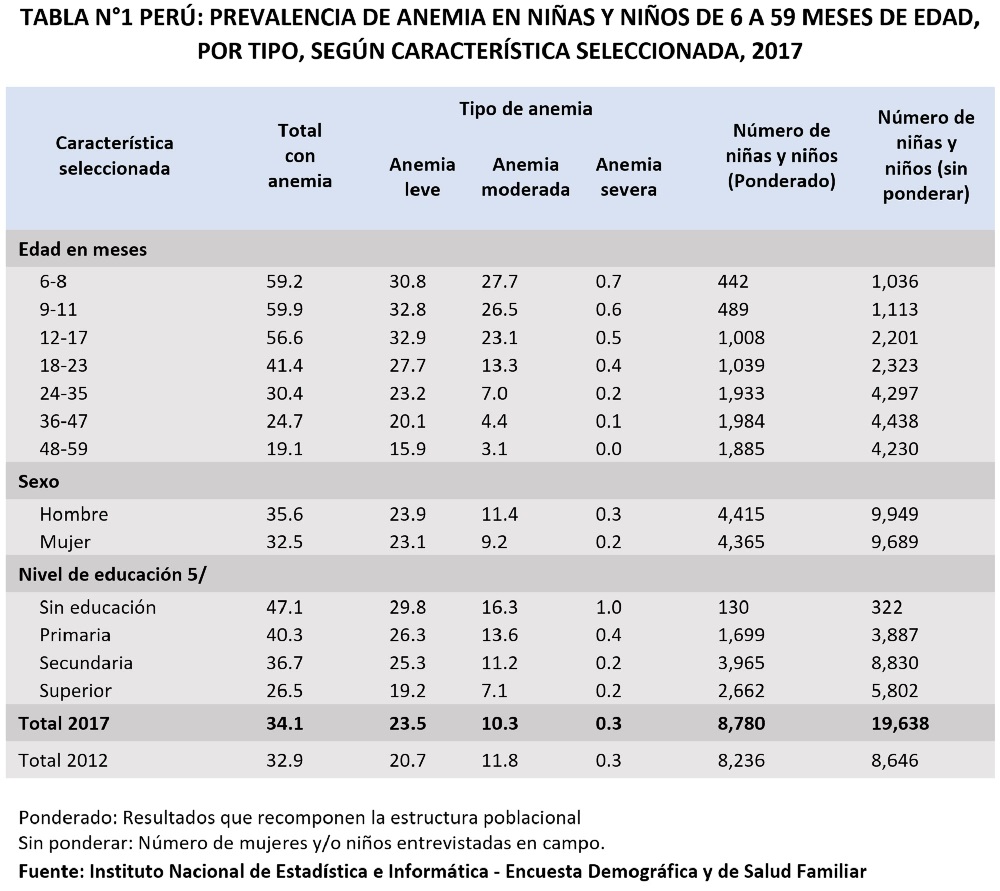 TABLA N°1 PERÚ: PREVALENCIA DE ANEMIA EN NIÑAS Y NIÑOS DE 6 A 59 MESES DE EDAD,
POR TIPO, SEGÚN CARACTERÍSTICA SELECCIONADA, 2017
Característica seleccionada Total con anemia Tipo de anemia Anemia leve Anemia moderada Anemia severa Número de niñas y niños (Ponderado) Número de niñas y niños (sin ponderar)
Edad en meses
6-8 59.2 30.8 27.7 0.7 442 1,036
9-11 59.9 32.8 26.5 0.6 489 1,113
12-17 56.6 32.9 23.1 0.5 1,008 2,201
18-23 41.4 27.7 13.3 0.4 1,039 2,323
24-35 30.4 23.2 7.0 0.2 1,933 4,297
36-47 24.7 20.1 4.4 0.1 1,984 4,438
48-59 19.1 15.9 3.1 0.0 1,885 4,230
Sexo
Hombre 35.6 23.9 11.4 0.3 4,415 9,949
Mujer 32.5 23.1 9.2 0.2 4,365 9,689
Nivel de educación 5/
Sin educación 47.1 29.8 16.3 1.0 130 322
Primaria 40.3 26.3 13.6 0.4 1,699 3,887
Secundaria 36.7 25.3 11.2 0.2 3,965 8,830
Superior 26.5 19.2 7.1 0.2 2,662 5,802
Total 2017 34.1 23.5 10.3 0.3 8,780 19,638
Total 2012 32.9 20.7 11.8 0.3 8,236 8,646
Ponderado: Resultados que recomponen la estructura poblacional
Sin ponderar: Número de mujeres y/o niños entrevistadas en campo.
Fuente: Instituto Nacional de Estadística e Informática - Encuesta Demográfica y de Salud Familiar